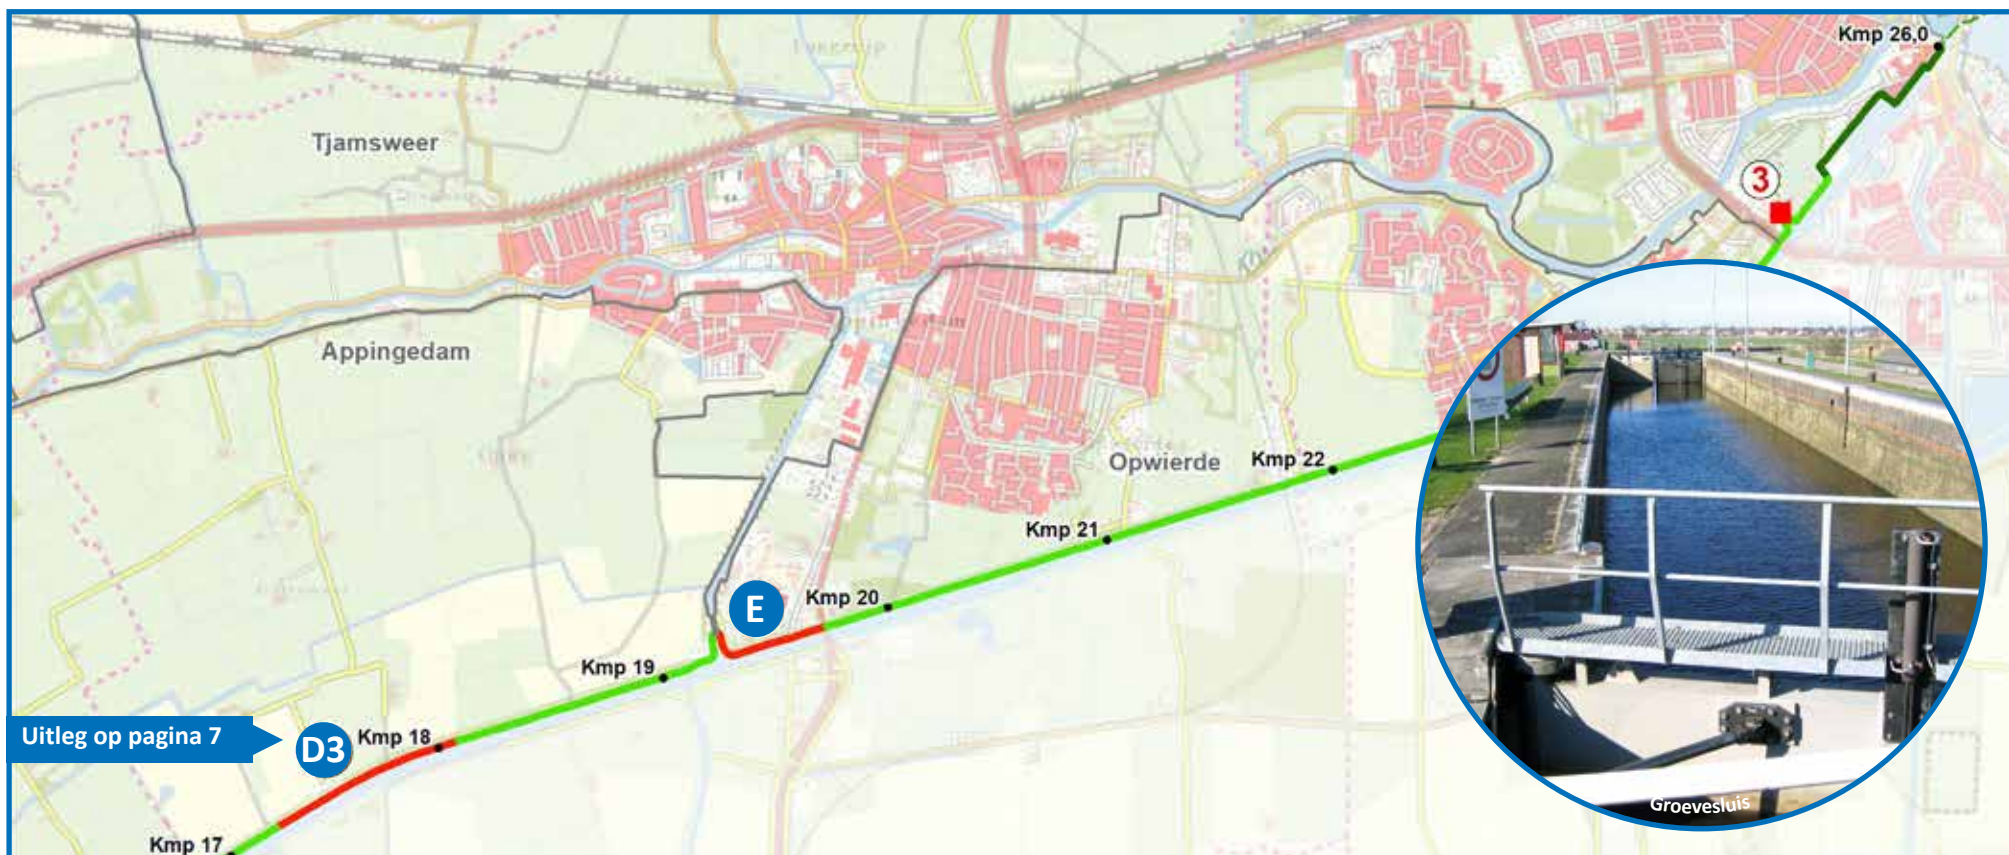 Kmp 26,0
Tjamsweer
3
Appingedam
Opwierde
Kmp 22
Kmp 21
E
Kmp 20
Kmp 19
Uitleg op pagina 7
D3
Kmp 18
Kmp 17
Groevesluis